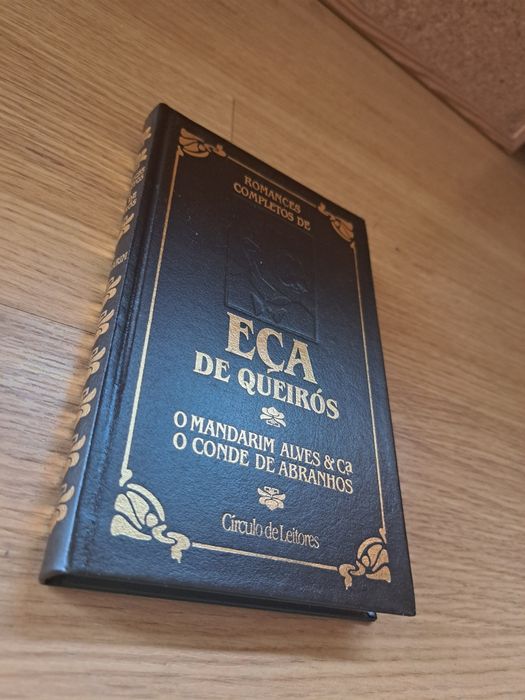 ROMANCES
COMPLETOS DE
EÇA
DE QUEIRÓS
O MANDARIM ALVES & Cª
O CONDE DE ABRANHOS
Círculo de Leitores